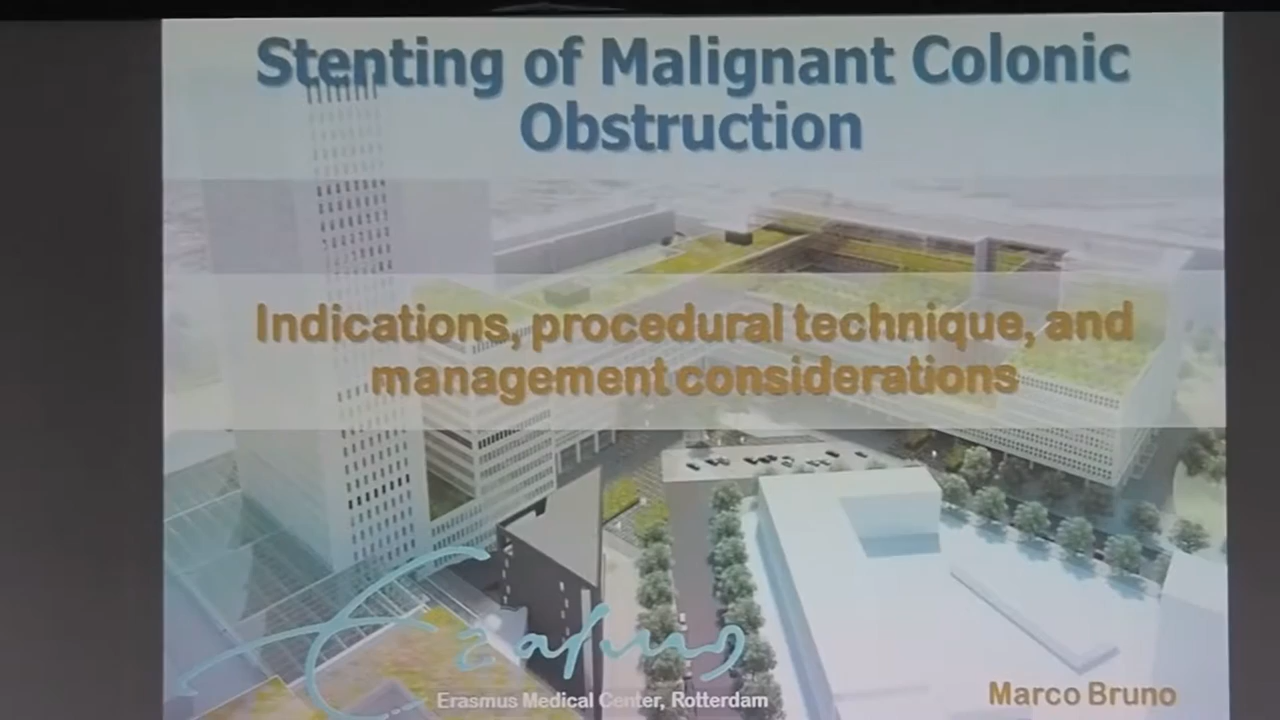 Stenting of Malignant Colonic
Obstruction
Indications, procedural technique, and
management considerations
Erasmus
Erasmus Medical Center, Rotterdam
Marco Bruno